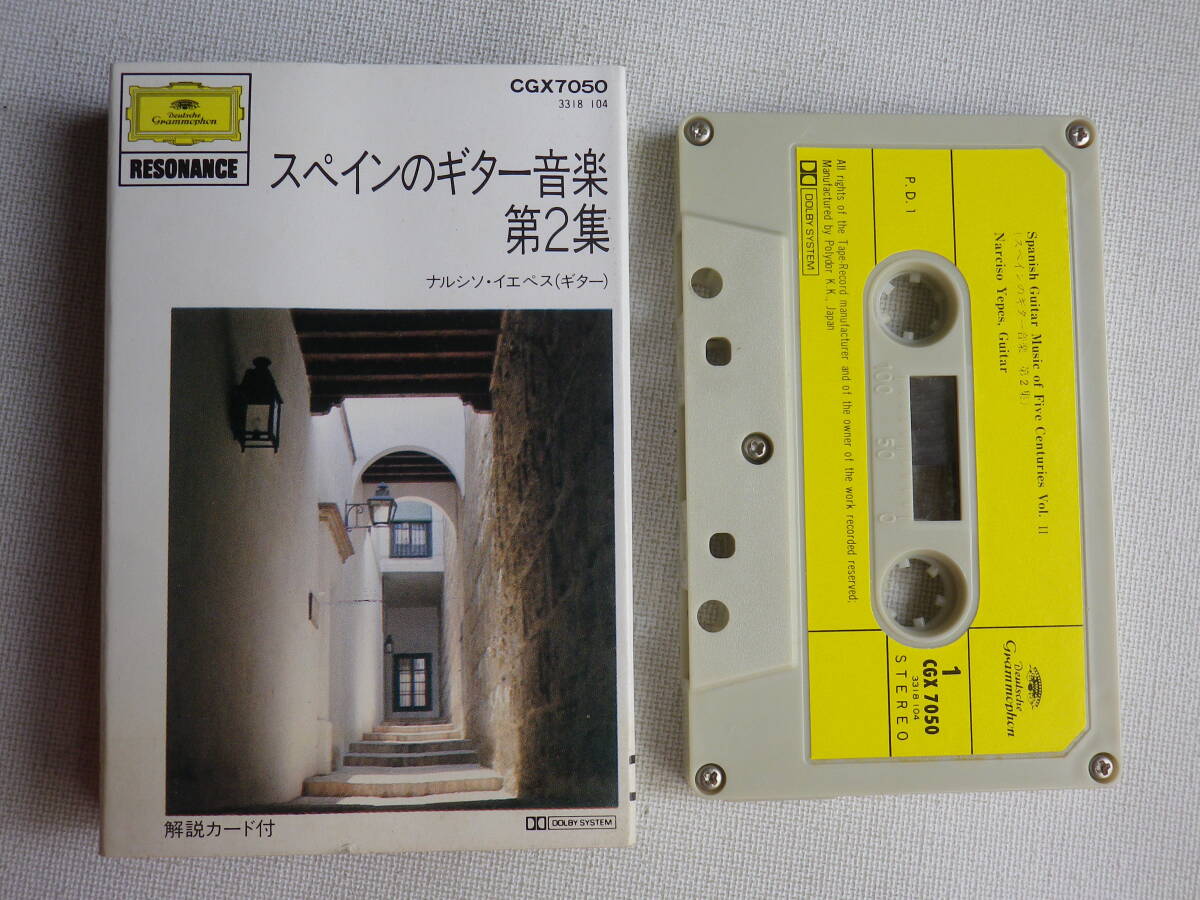 Deutsche
Grammophon
RESONANCE
CGX7050
3318 104
スペインのギター音楽
第2集
ナルシソ・イエペス(ギター)
解説カード付
DOLBY SYSTEM
Spanish Guitar Music of Five Centuries Vol. II
(スペインのギター音楽 第2集)
Narciso Yepes, Guitar
P.D.1
All rights of the Tape-Record manufacturer and of the owner of the work recorded reserved;
Manufactured by Polydor K.K., Japan
DOLBY SYSTEM
100 50 0
Deutsche
Grammophon
1
CGX 7050
3318 104
STEREO